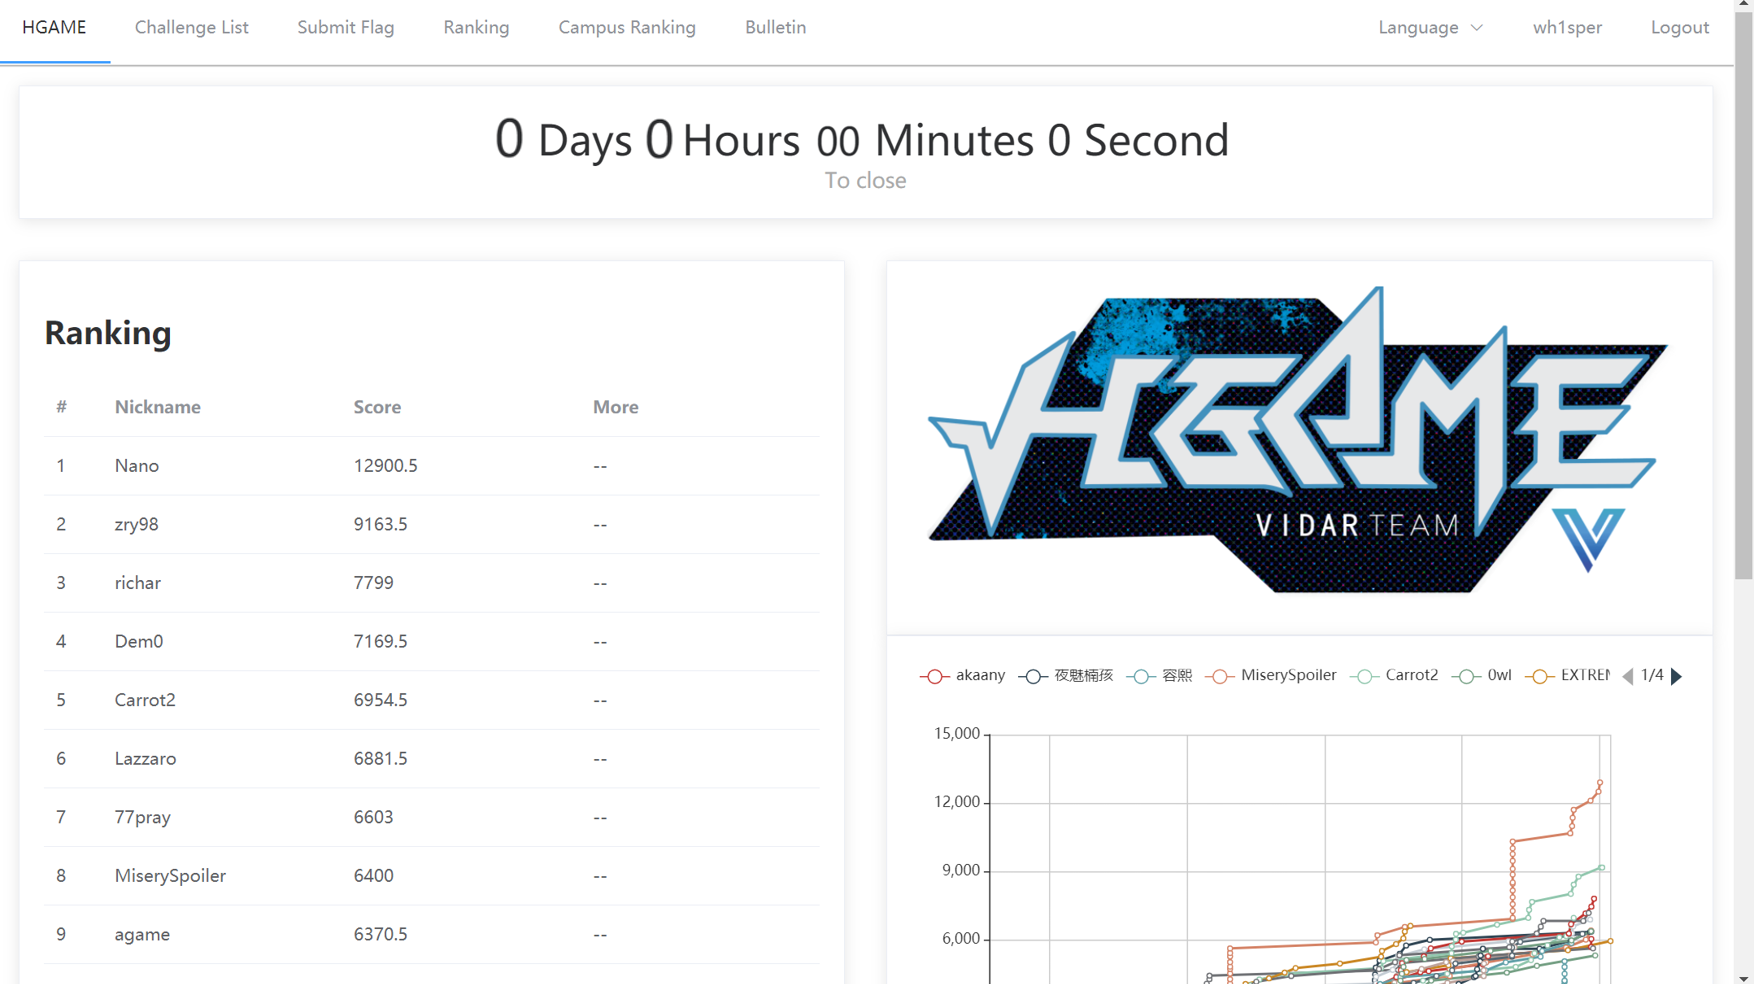 HGAME Challenge List Submit Flag Ranking Campus Ranking Bulletin Language wh1sper Logout
0 Days 0 Hours 00 Minutes 0 Second
To close
Ranking
# Nickname Score More
1 Nano 12900.5 --
2 zry98 9163.5 --
3 richar 7799 --
4 Dem0 7169.5 --
5 Carrot2 6954.5 --
6 Lazzaro 6881.5 --
7 77pray 6603 --
8 MiserySpoiler 6400 --
9 agame 6370.5 --
HGAME
VIDAR TEAM
akaany 夜魅楠孩 容熙 MiserySpoiler Carrot2 0wl EXTREM 1/4
15,000
12,000
9,000
6,000